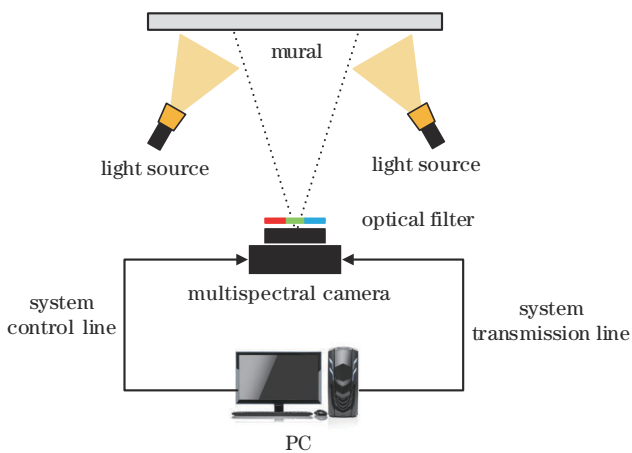 mural
light source
light source
optical filter
multispectral camera
system
control line
system
transmission line
PC